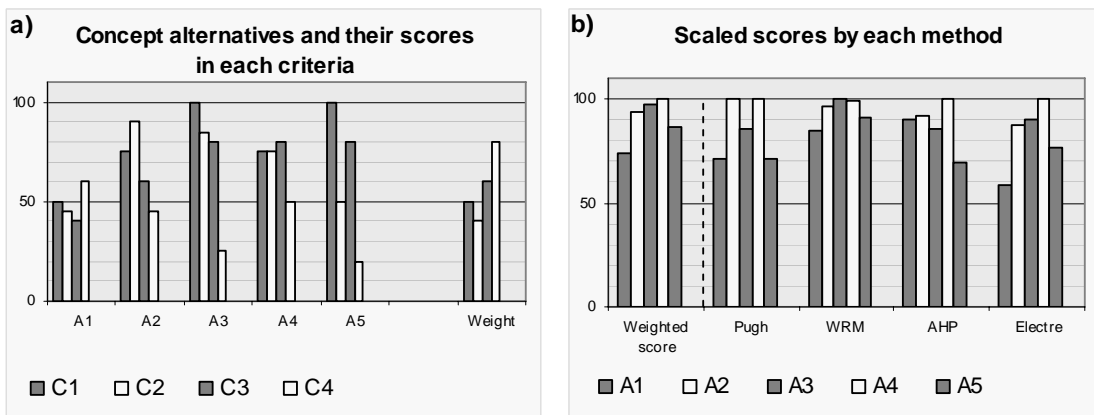 a)
Concept alternatives and their scores
in each criteria
100
50
0
A1 A2 A3 A4 A5 Weight
C1 C2 C3 C4
b)
Scaled scores by each method
100
50
0
Weighted
score
Pugh WRM AHP Electre
A1 A2 A3 A4 A5